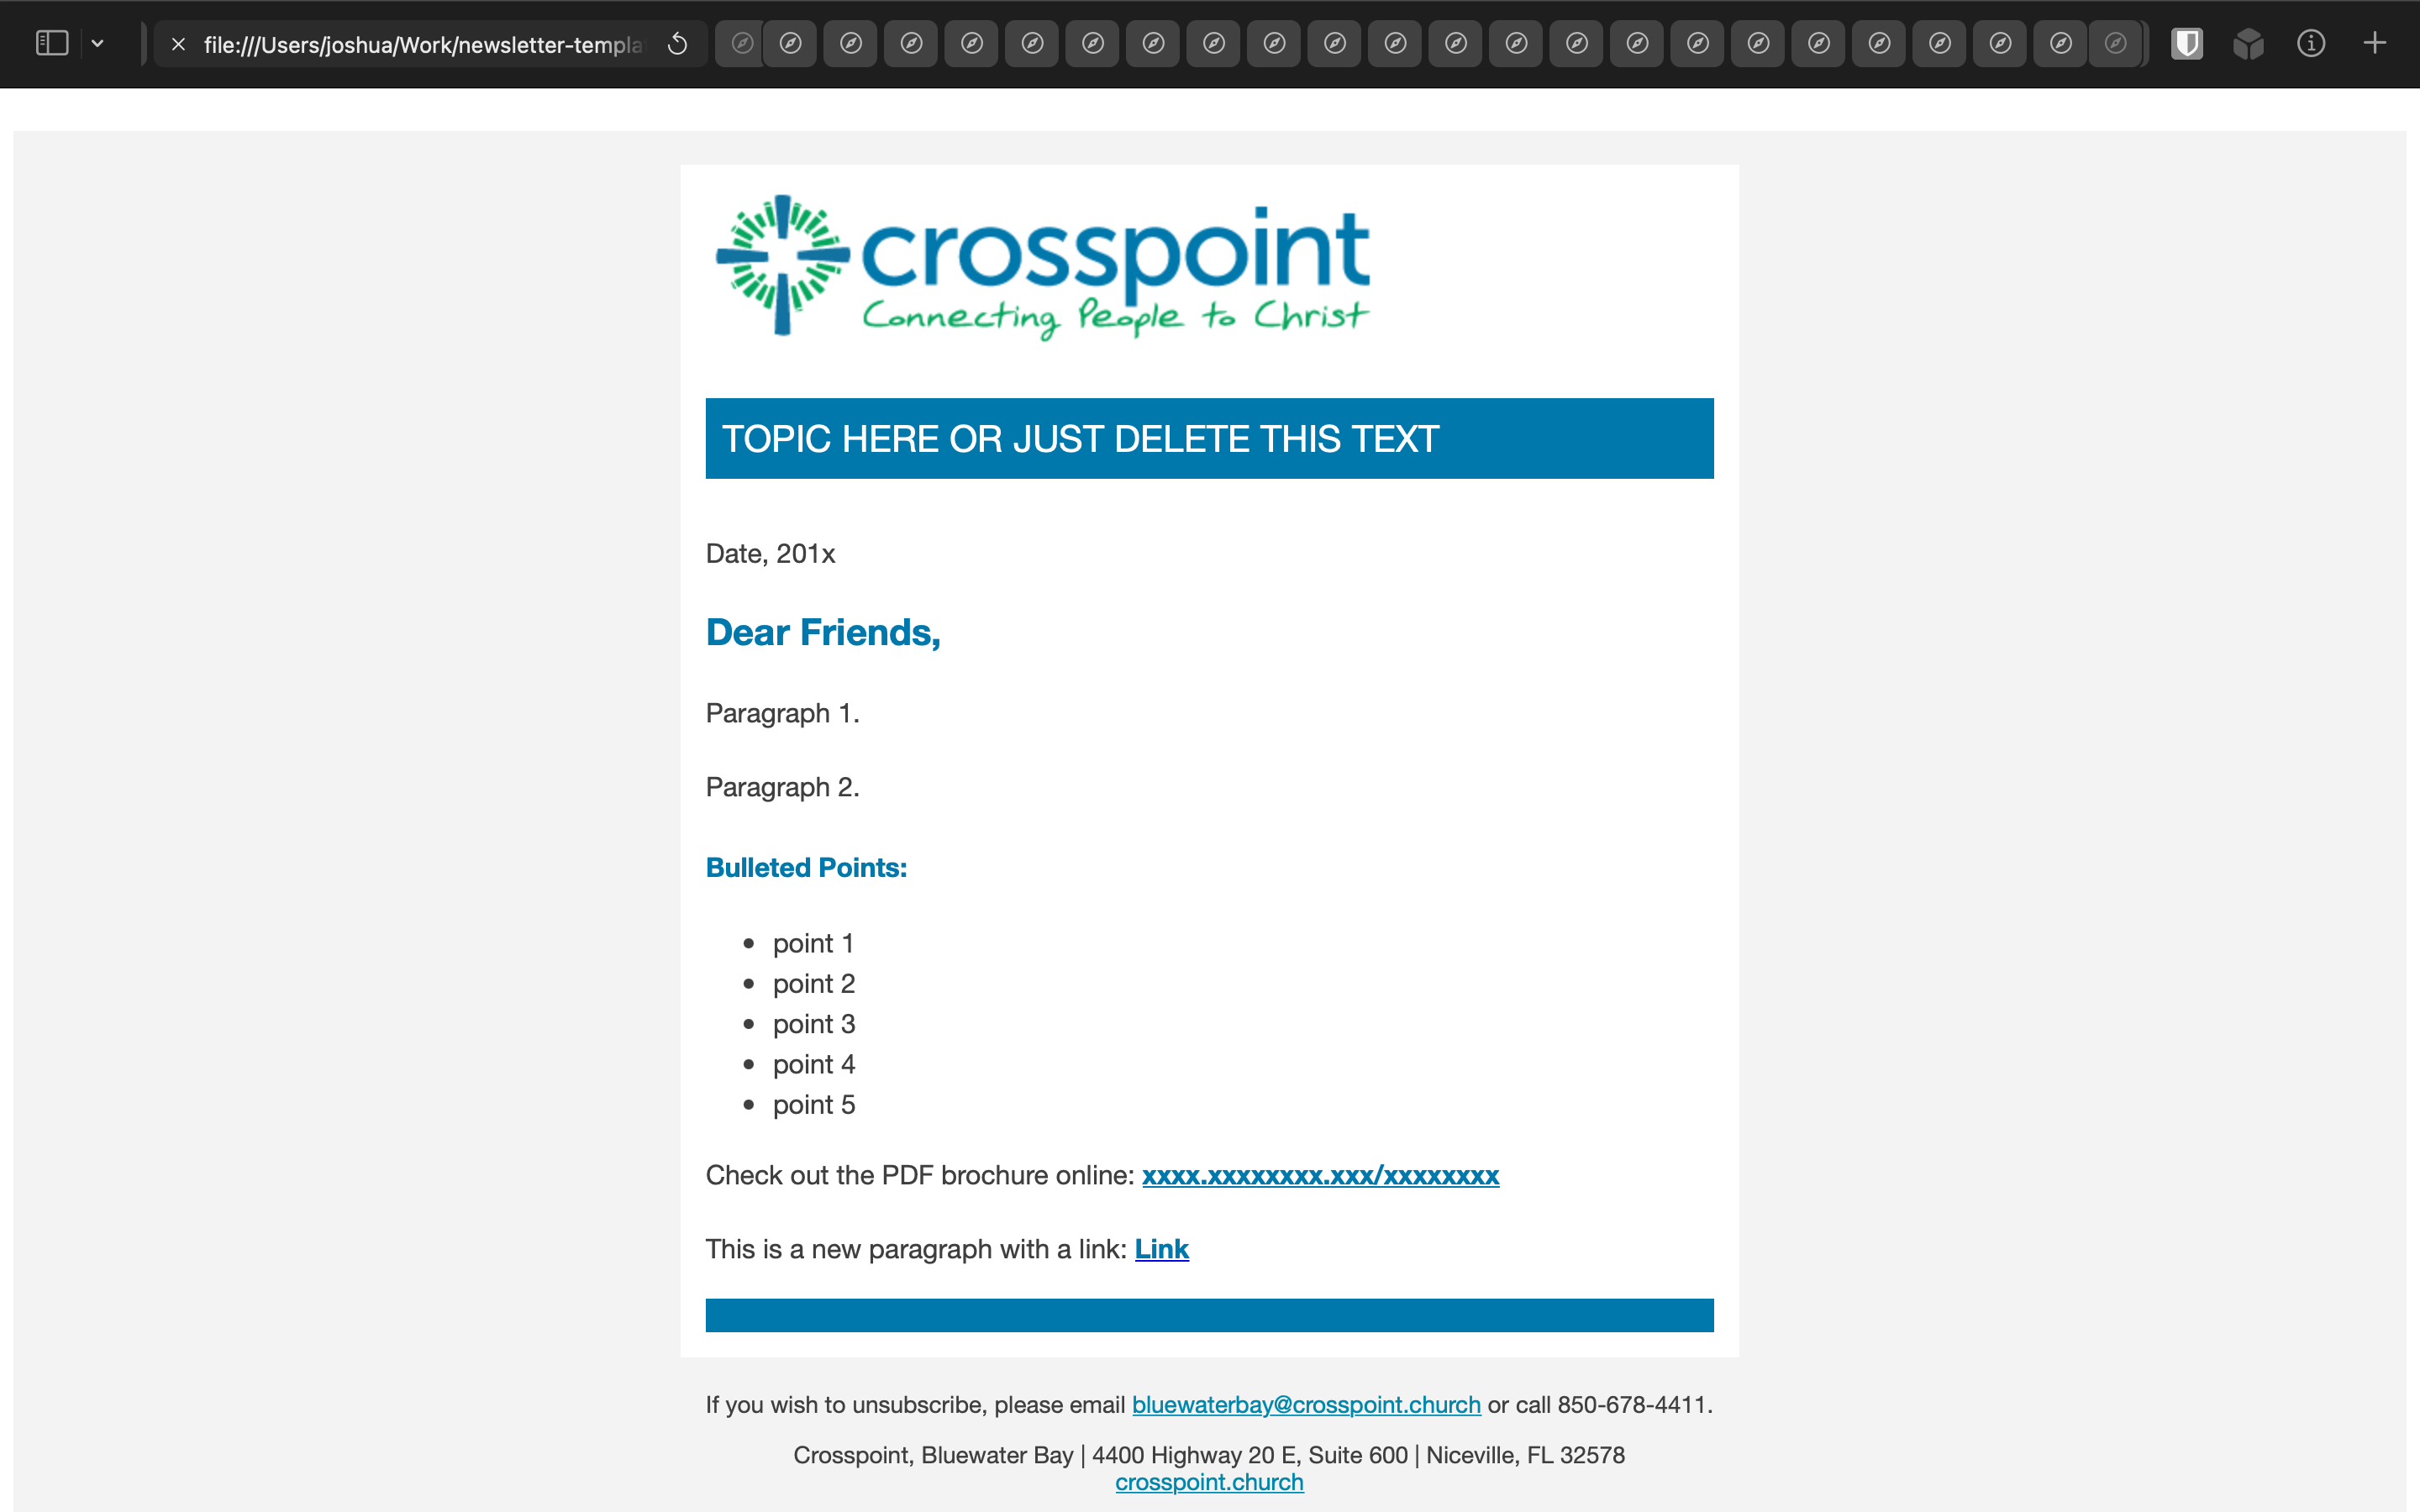 file:///Users/joshua/Work/newsletter-templa
crosspoint
Connecting People to Christ
TOPIC HERE OR JUST DELETE THIS TEXT
Date, 201x
Dear Friends,
Paragraph 1.
Paragraph 2.
Bulleted Points:
• point 1
• point 2
• point 3
• point 4
• point 5
Check out the PDF brochure online: xxxx.xxxxxxxx.xxx/xxxxxxxx
This is a new paragraph with a link: Link
If you wish to unsubscribe, please email bluewaterbay@crosspoint.church or call 850-678-4411.
Crosspoint, Bluewater Bay | 4400 Highway 20 E, Suite 600 | Niceville, FL 32578
crosspoint.church